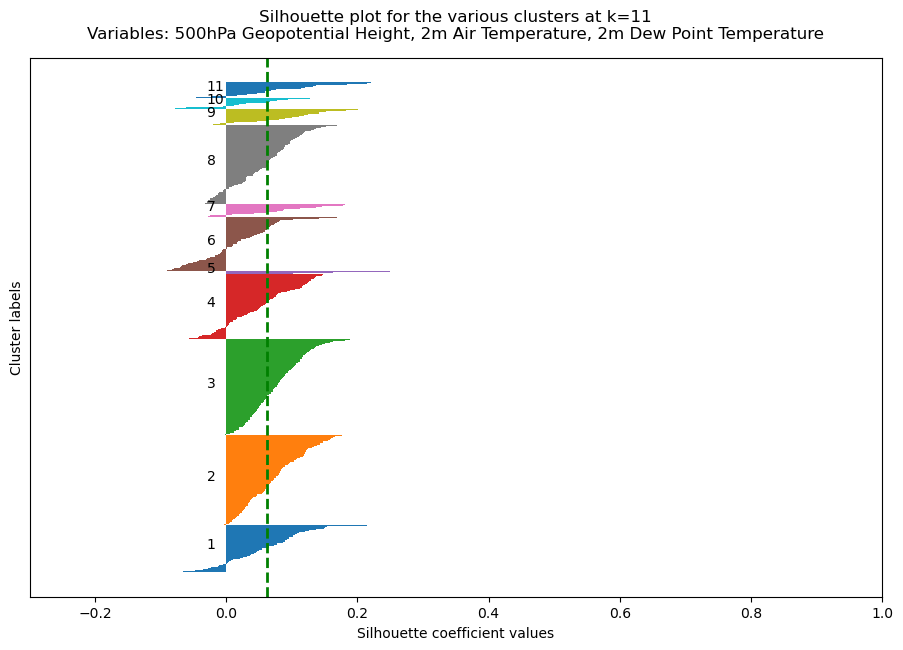 Silhouette plot for the various clusters at k=11
Variables: 500hPa Geopotential Height, 2m Air Temperature, 2m Dew Point Temperature
11
10
9
8
7
6
5
4
3
2
1
Cluster labels
−0.2 0.0 0.2 0.4 0.6 0.8 1.0
Silhouette coefficient values